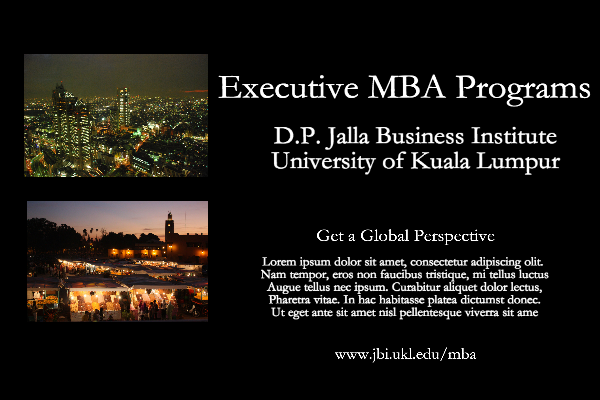 Executive MBA Programs
D.P. Jalla Business Institute
University of Kuala Lumpur
Get a Global Perspective
Lorem ipsum dolor sit amet, consectetur adipiscing olit.
Nam tempor, eros non faucibus tristique, mi tellus luctus
Augue tellus nec ipsum. Curabitur aliquet dolor lectus,
Pharetra vitae. In hac habitasse platea dictumst donec.
Ut eget ante sit amet nisl pellentesque viverra sit ame
www.jbi.ukl.edu/mba